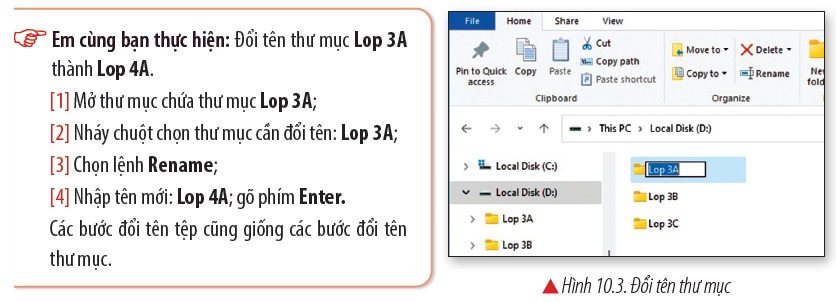 Em cùng bạn thực hiện: Đổi tên thư mục Lop 3A
thành Lop 4A.
[1] Mở thư mục chứa thư mục Lop 3A;
[2] Nháy chuột chọn thư mục cần đổi tên: Lop 3A;
[3] Chọn lệnh Rename;
[4] Nhập tên mới: Lop 4A; gõ phím Enter.
Các bước đổi tên tệp cũng giống các bước đổi tên
thư mục.
File Home Share View
Pin to Quick
access
Copy
Paste
Cut
Copy path
Paste shortcut
Clipboard
Move to
Copy to
Delete
Rename
Organize
New
fold
This PC > Local Disk (D:)
Local Disk (C:)
Local Disk (D:)
Lop 3A
Lop 3B
Lop 3A
Lop 3B
Lop 3C
▲ Hình 10.3. Đổi tên thư mục